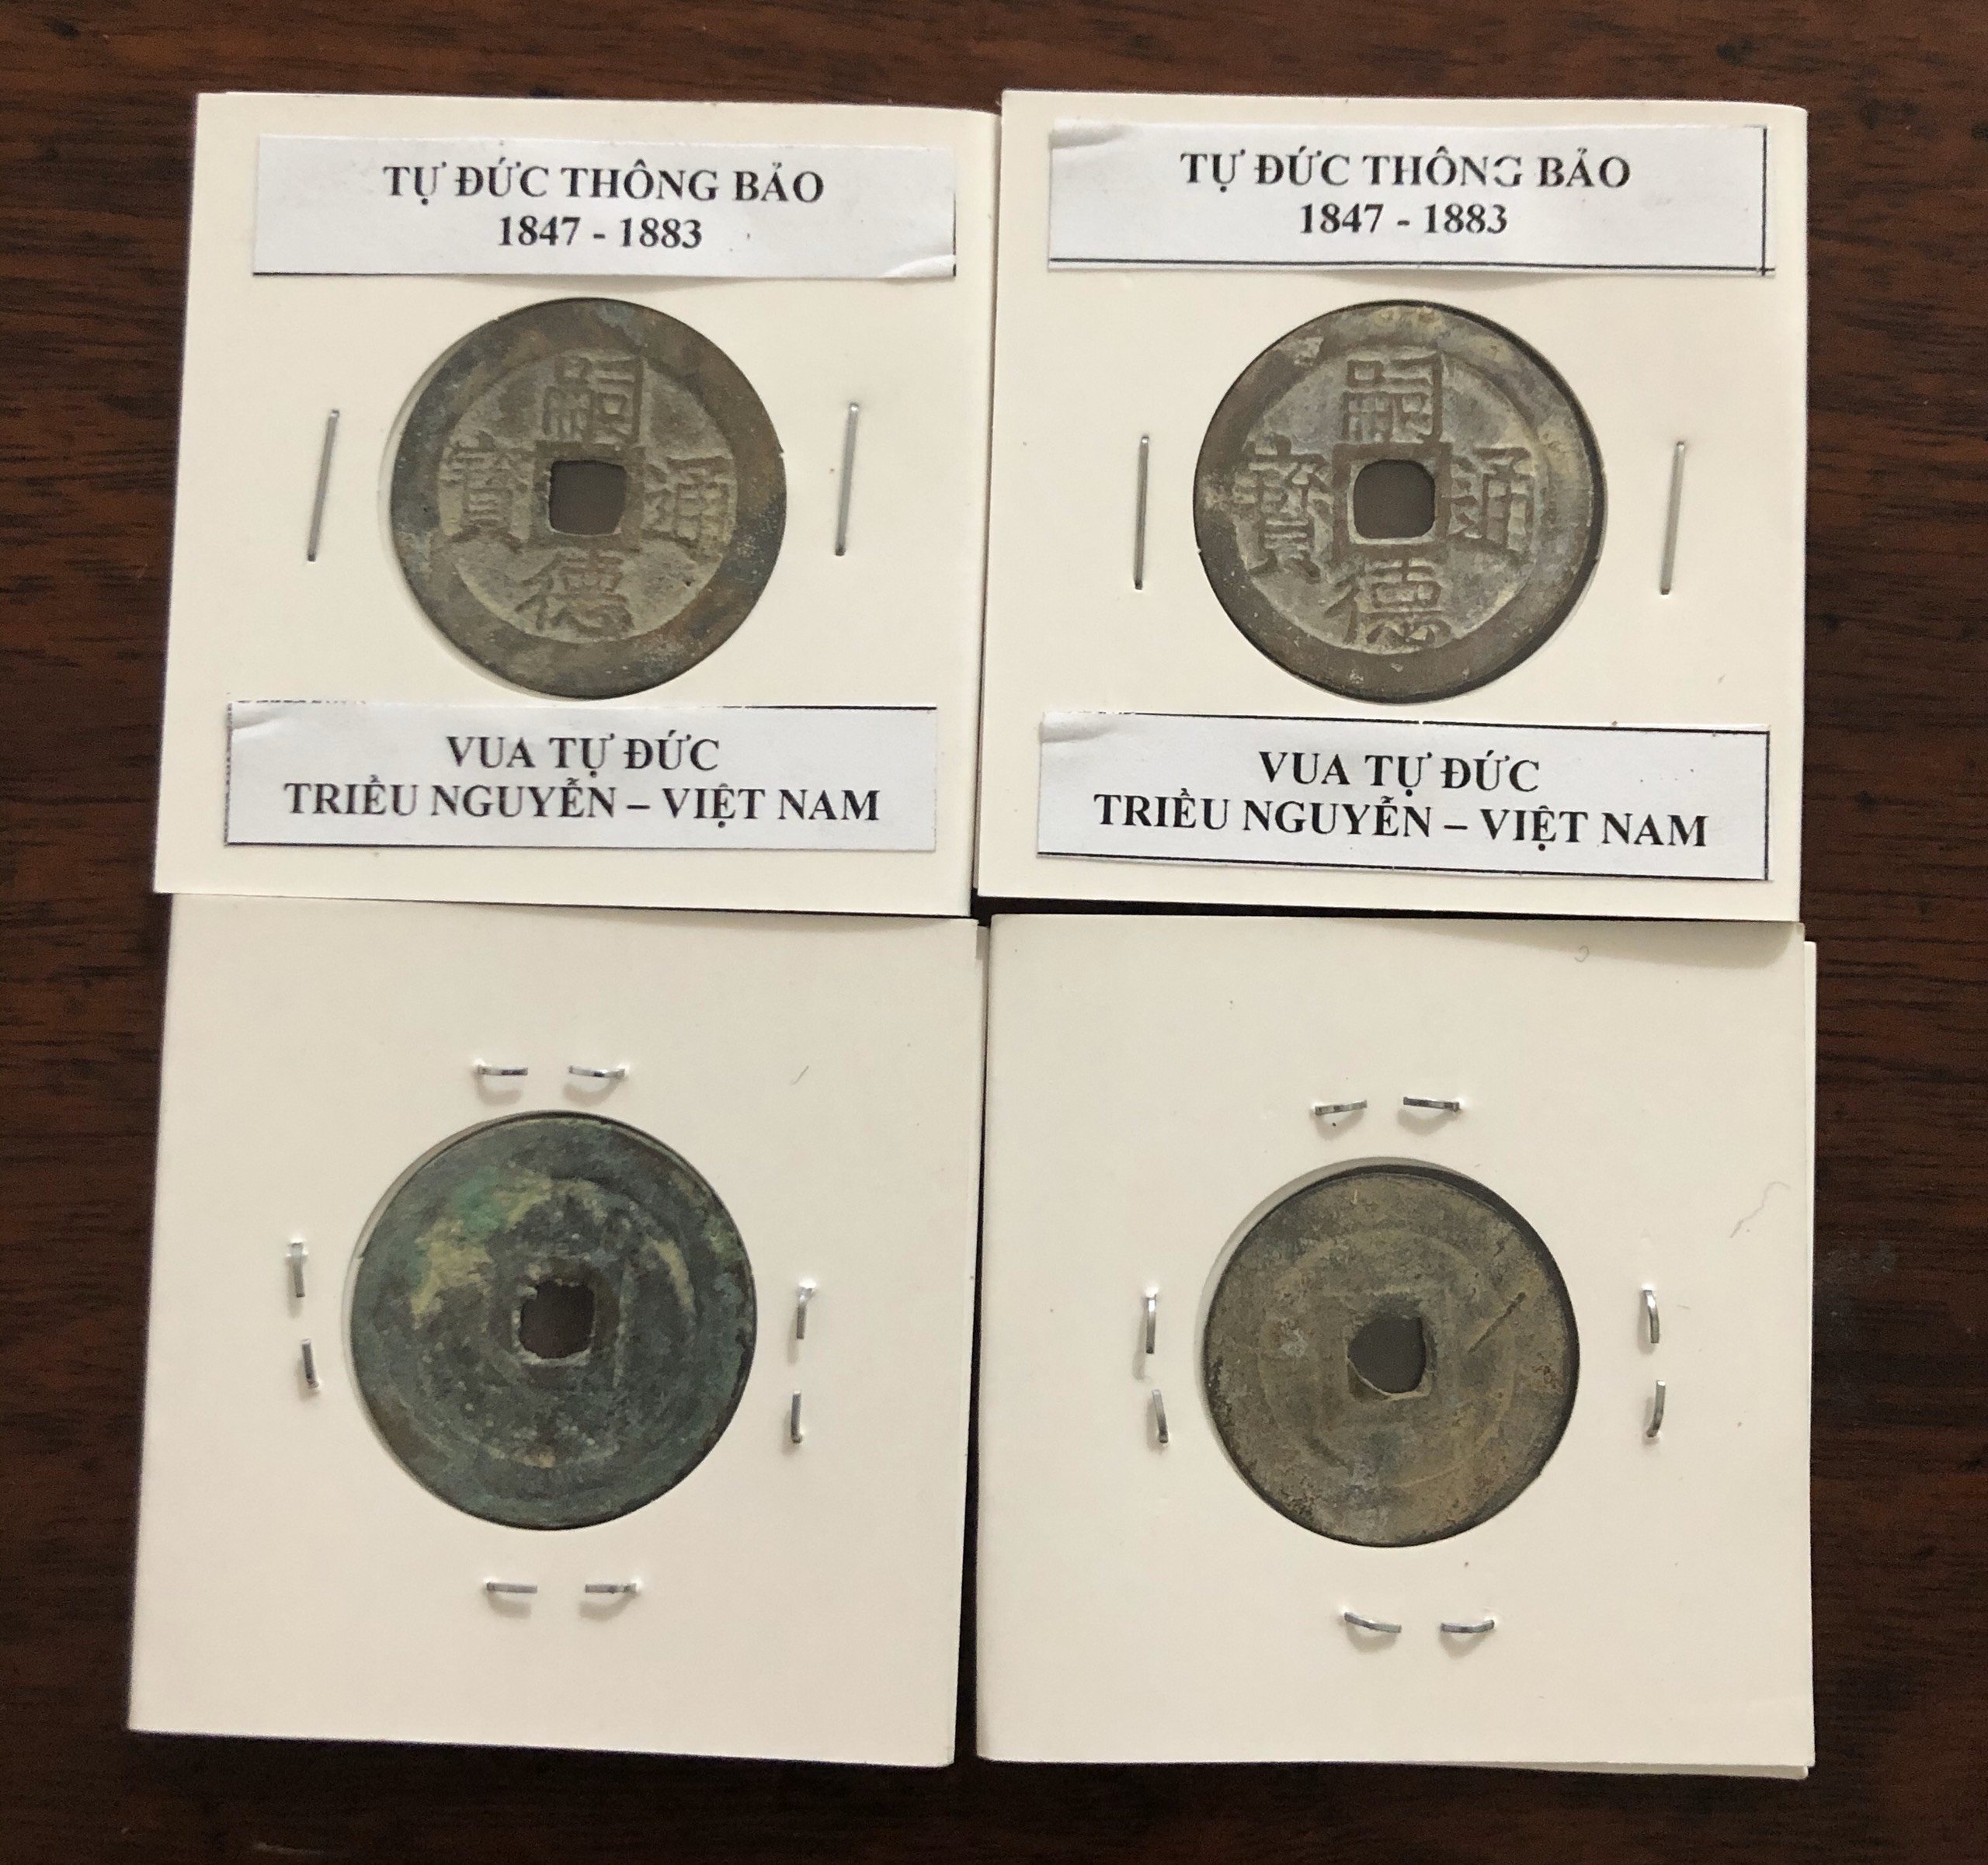 TỰ ĐỨC THÔNG BẢO
1847 - 1883
嗣
寶 通
德
VUA TỰ ĐỨC
TRIỀU NGUYỄN – VIỆT NAM
TỰ ĐỨC THÔNG BẢO
1847 - 1883
嗣
寶 通
德
VUA TỰ ĐỨC
TRIỀU NGUYỄN – VIỆT NAM